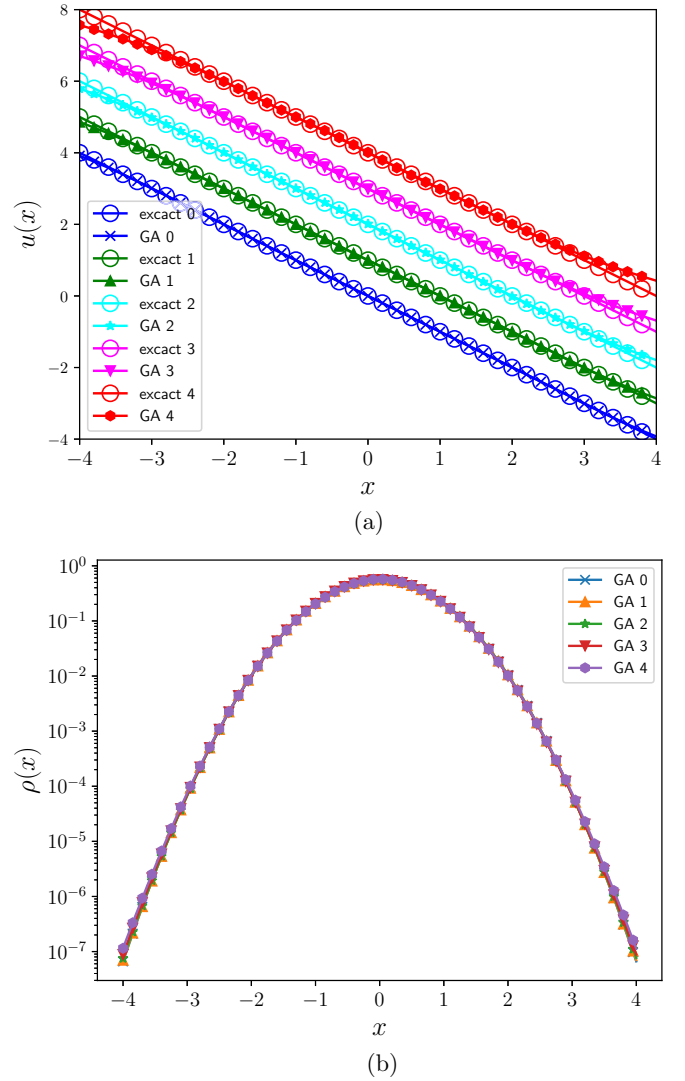 8
6
4
2
0
−2
−4
u(x)
excact 0
GA 0
excact 1
GA 1
excact 2
GA 2
excact 3
GA 3
excact 4
GA 4
−4 −3 −2 −1 0 1 2 3 4
x
(a)
10^0
10^−1
10^−2
10^−3
10^−4
10^−5
10^−6
10^−7
ρ(x)
GA 0
GA 1
GA 2
GA 3
GA 4
−4 −3 −2 −1 0 1 2 3 4
x
(b)